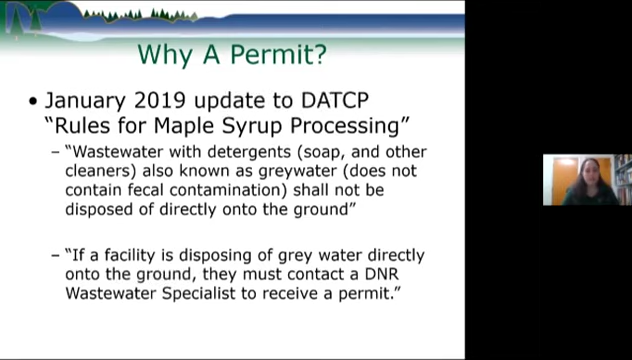 Why A Permit?
• January 2019 update to DATCP
"Rules for Maple Syrup Processing"
– "Wastewater with detergents (soap, and other
cleaners) also known as greywater (does not
contain fecal contamination) shall not be
disposed of directly onto the ground"
– "If a facility is disposing of grey water directly
onto the ground, they must contact a DNR
Wastewater Specialist to receive a permit."